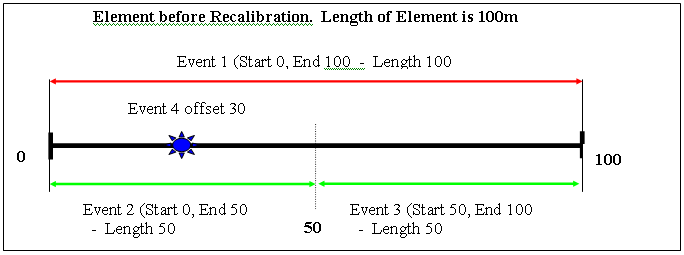 Element before Recalibration.  Length of Element is 100m
Event 1 (Start 0, End 100  -  Length 100
Event 4 offset 30
0
100
Event 2 (Start 0, End 50
-  Length 50
50
Event 3 (Start 50, End 100
-  Length 50